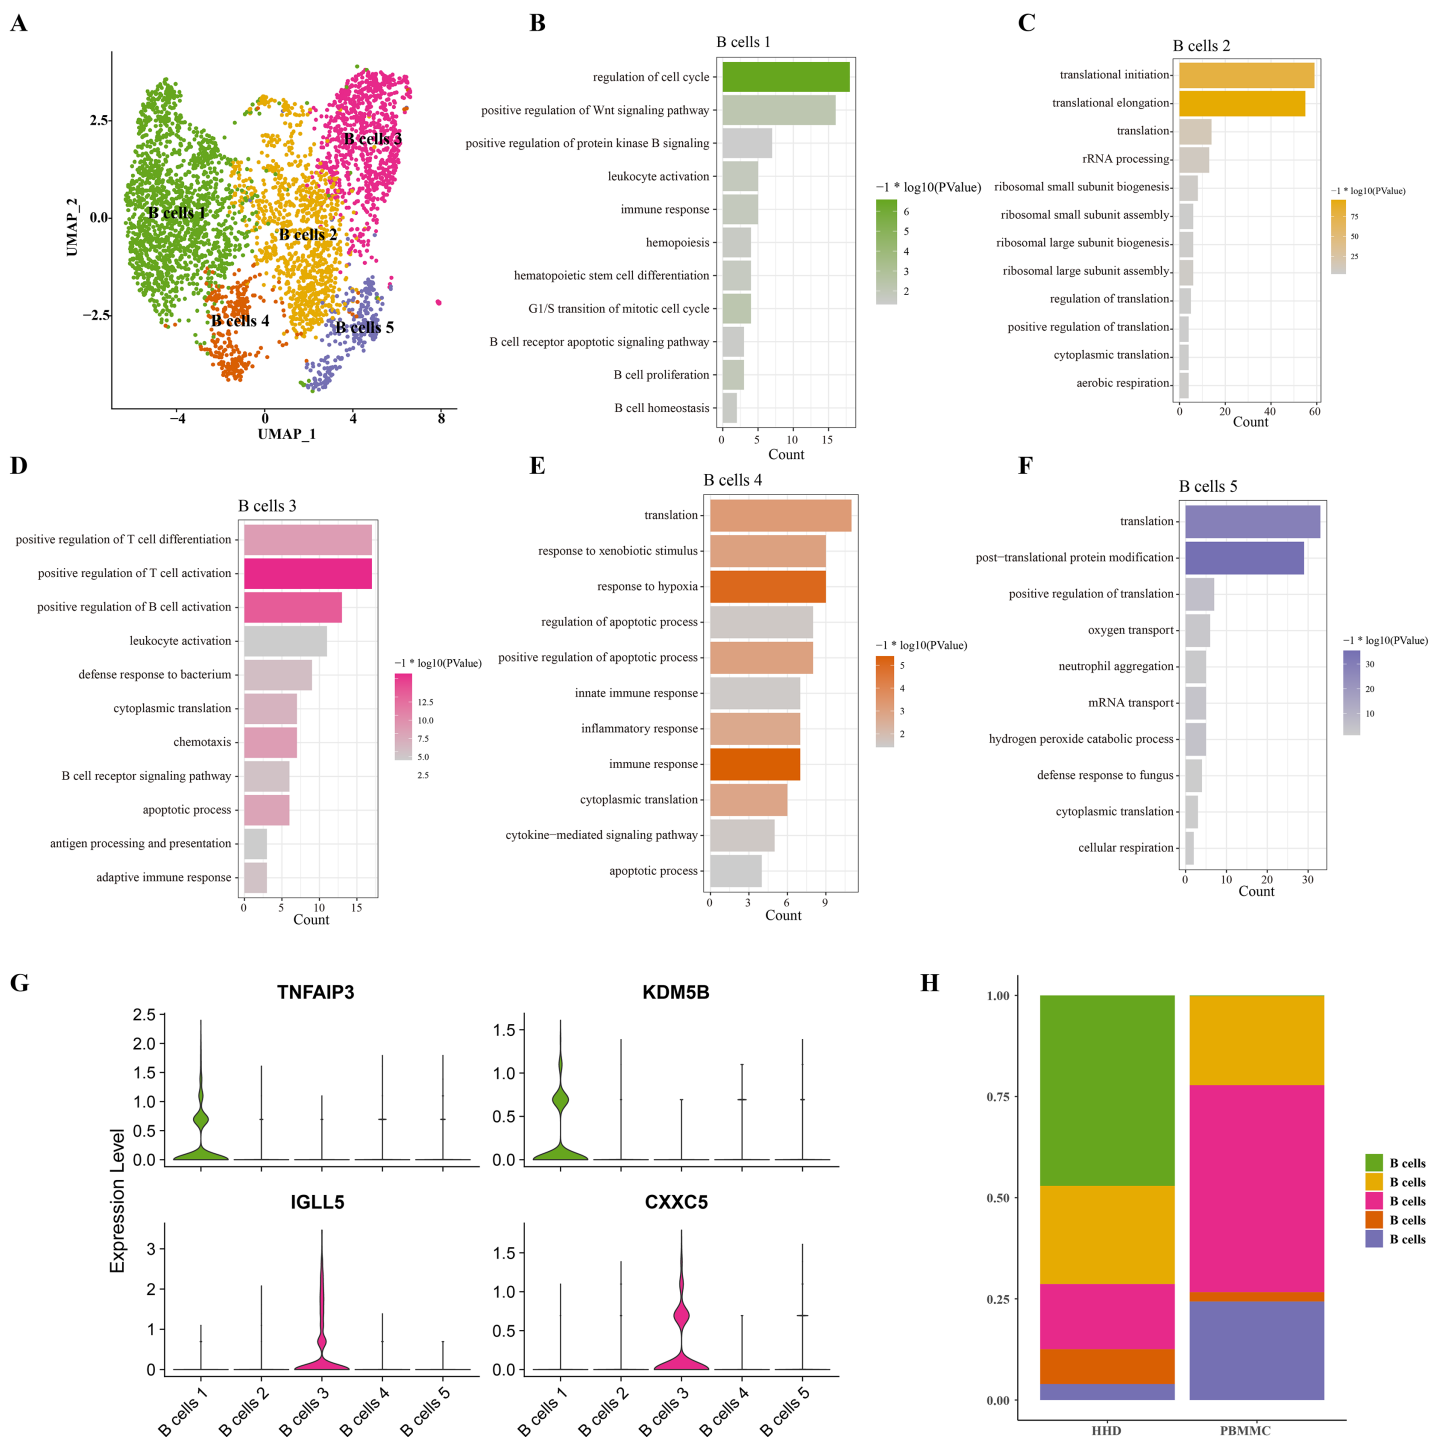 A
UMAP_2
2.5
0.0
−2.5
B cells 1
B cells 2
B cells 3
B cells 4
B cells 5
−4
0
4
8
UMAP_1
B
B cells 1
regulation of cell cycle
positive regulation of Wnt signaling pathway
positive regulation of protein kinase B signaling
leukocyte activation
immune response
hemopoiesis
hematopoietic stem cell differentiation
G1/S transition of mitotic cell cycle
B cell receptor apoptotic signaling pathway
B cell proliferation
B cell homeostasis
0 5 10 15
Count
−1 * log10(PValue)
6
5
4
3
2
C
B cells 2
translational initiation
translational elongation
translation
rRNA processing
ribosomal small subunit biogenesis
ribosomal small subunit assembly
ribosomal large subunit biogenesis
ribosomal large subunit assembly
regulation of translation
positive regulation of translation
cytoplasmic translation
aerobic respiration
0 20 40 60
Count
−1 * log10(PValue)
75
50
25
D
B cells 3
positive regulation of T cell differentiation
positive regulation of T cell activation
positive regulation of B cell activation
leukocyte activation
defense response to bacterium
cytoplasmic translation
chemotaxis
B cell receptor signaling pathway
apoptotic process
antigen processing and presentation
adaptive immune response
0 5 10 15
Count
−1 * log10(PValue)
12.5
10.0
7.5
5.0
2.5
E
B cells 4
translation
response to xenobiotic stimulus
response to hypoxia
regulation of apoptotic process
positive regulation of apoptotic process
innate immune response
inflammatory response
immune response
cytoplasmic translation
cytokine−mediated signaling pathway
apoptotic process
0 3 6 9
Count
−1 * log10(PValue)
5
4
3
2
F
B cells 5
translation
post−translational protein modification
positive regulation of translation
oxygen transport
neutrophil aggregation
mRNA transport
hydrogen peroxide catabolic process
defense response to fungus
cytoplasmic translation
cellular respiration
0 10 20 30
Count
−1 * log10(PValue)
30
20
10
G
Expression Level
TNFAIP3
2.5
2.0
1.5
1.0
0.5
0.0
KDM5B
1.5
1.0
0.5
0.0
IGLL5
3
2
1
0
B cells 1
B cells 2
B cells 3
B cells 4
B cells 5
CXXC5
1.5
1.0
0.5
0.0
B cells 1
B cells 2
B cells 3
B cells 4
B cells 5
H
1.00
0.75
0.50
0.25
0.00
HHD
PBMMC
B cells
B cells
B cells
B cells
B cells